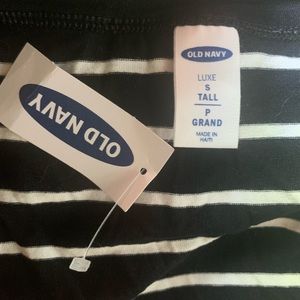 OLD NAVY
OLD NAVY
LUXE
S
TALL
P
GRAND
MADE IN
HAITI